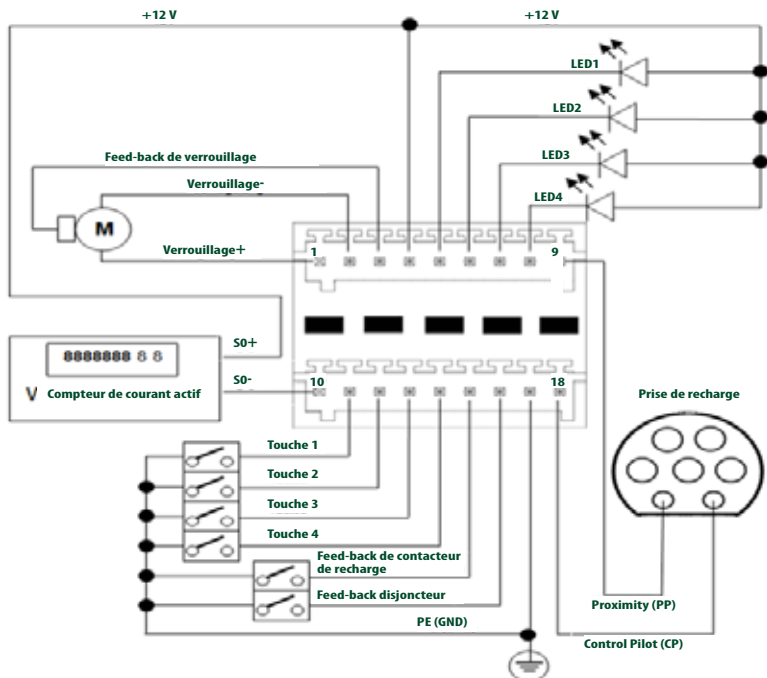 +12 V
+12 V
LED1
LED2
LED3
LED4
Feed-back de verrouillage
Verrouillage-
M
Verrouillage+
1
9
S0+
8888888 8 8
Compteur de courant actif
S0-
10
18
Prise de recharge
Touche 1
Touche 2
Touche 3
Touche 4
Feed-back de contacteur
de recharge
Feed-back disjoncteur
PE (GND)
Proximity (PP)
Control Pilot (CP)